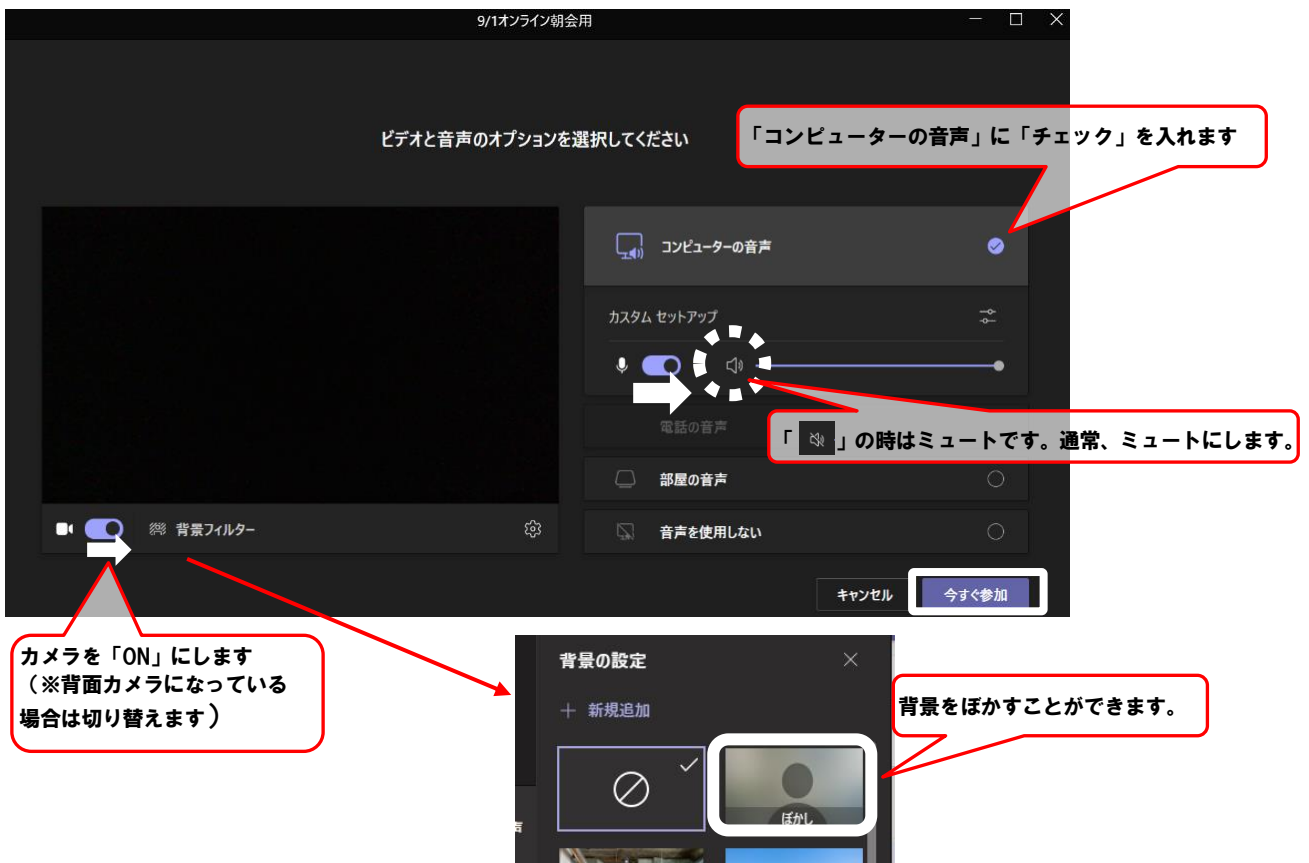 9/1オンライン朝会用
ビデオと音声のオプションを選択してください
「コンピューターの音声」に「チェック」を入れます
コンピューターの音声
カスタム セットアップ
電話の音声
「 」の時はミュートです。通常、ミュートにします。
部屋の音声
背景フィルター
音声を使用しない
キャンセル
今すぐ参加
カメラを「ON」にします
（※背面カメラになっている
場合は切り替えます）
背景の設定
＋ 新規追加
背景をぼかすことができます。
ぼかし
声